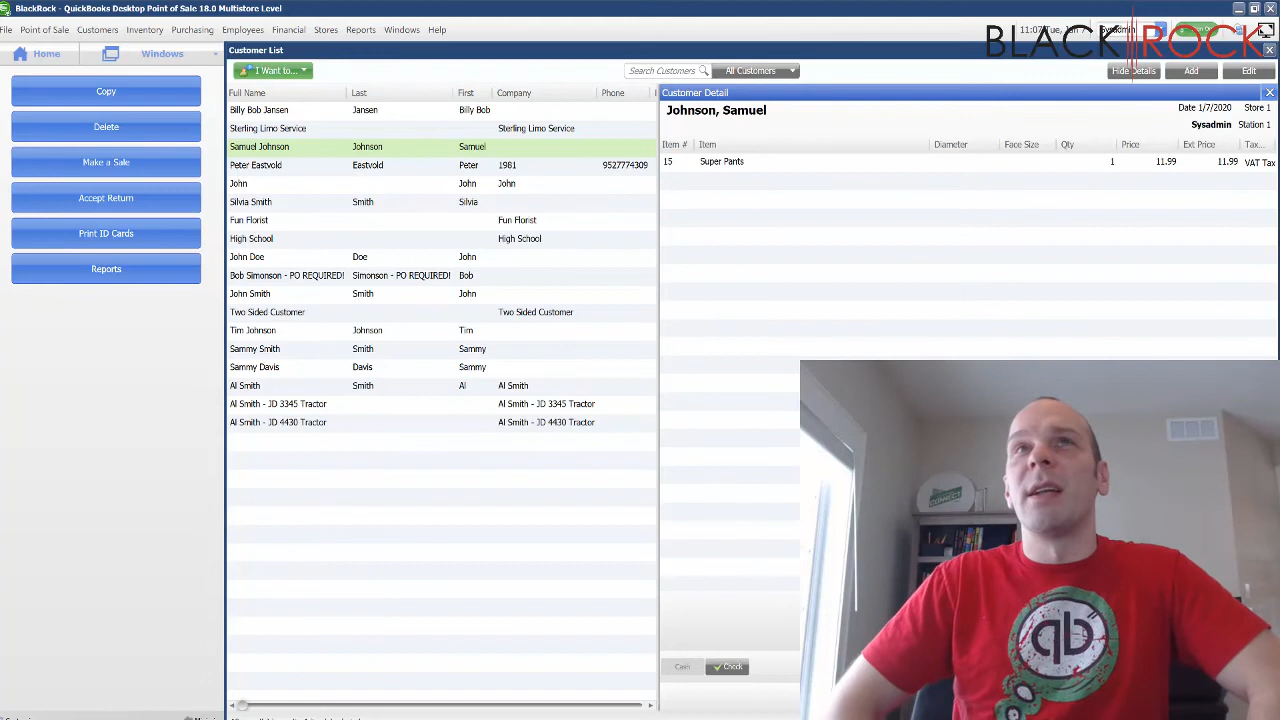 BlackRock - QuickBooks Desktop Point of Sale 18.0 Multistore Level
File Point of Sale Customers Inventory Purchasing Employees Financial Stores Reports Windows Help
BLACK ROCK
Home Windows
Customer List
I Want to... Search Customers All Customers Hide Details Add Edit
Full Name Last First Company Phone
Customer Detail
Copy
Delete
Make a Sale
Accept Return
Print ID Cards
Reports
Billy Bob Jansen Jansen Billy Bob
Sterling Limo Service Sterling Limo Service
Samuel Johnson Johnson Samuel
Peter Eastvold Eastvold Peter 1981 9527774309
John John John
Silvia Smith Smith Silvia
Fun Florist Fun Florist
High School High School
John Doe Doe John
Bob Simonson - PO REQUIRED! Simonson - PO REQUIRED! Bob
John Smith Smith John
Two Sided Customer Two Sided Customer
Tim Johnson Johnson Tim
Sammy Smith Smith Sammy
Sammy Davis Davis Sammy
Al Smith Smith Al Al Smith
Al Smith - JD 3345 Tractor Al Smith - JD 3345 Tractor
Al Smith - JD 4430 Tractor Al Smith - JD 4430 Tractor
Johnson, Samuel
Date 1/7/2020 Store 1
Sysadmin Station 1
Item # Item Diameter Face Size Qty Price Ext Price Tax...
15 Super Pants 1 11.99 11.99 VAT Tax
Cash Check
CONNECT
qb